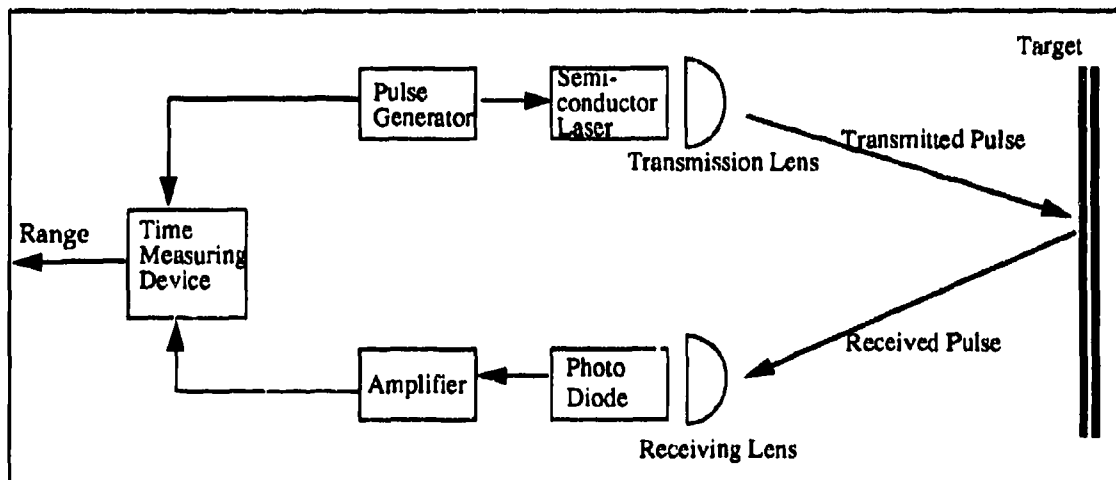 Target
Pulse
Generator
Semi-
conductor
Laser
Transmission Lens
Transmitted Pulse
Range
Time
Measuring
Device
Received Pulse
Amplifier
Photo
Diode
Receiving Lens